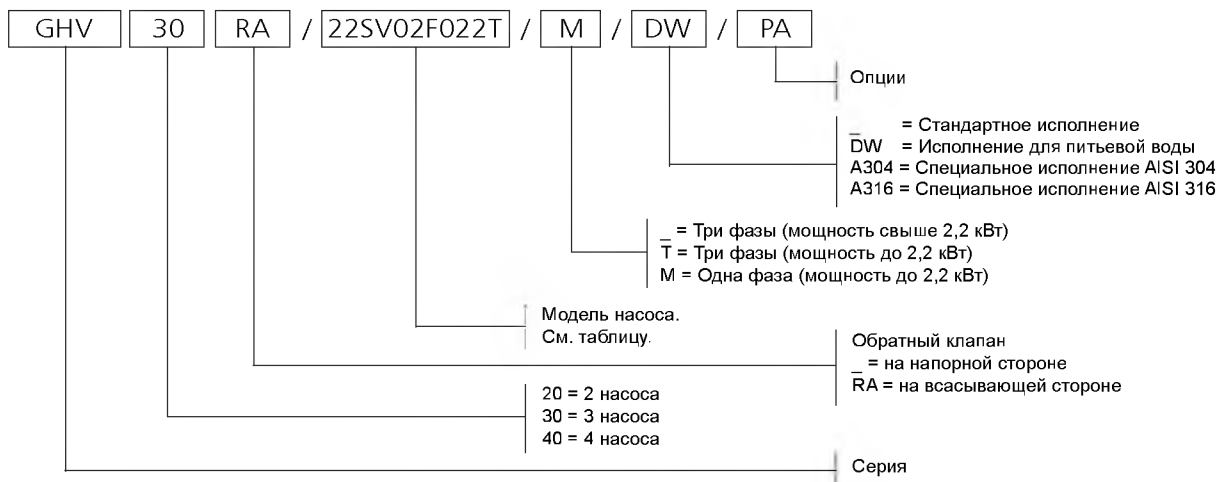 GHV 30 RA / 22SV02F022T / M / DW / PA
Опции
_ = Стандартное исполнение
DW = Исполнение для питьевой воды
A304 = Специальное исполнение AISI 304
A316 = Специальное исполнение AISI 316
_ = Три фазы (мощность свыше 2,2 кВт)
T = Три фазы (мощность до 2,2 кВт)
M = Одна фаза (мощность до 2,2 кВт)
Модель насоса.
См. таблицу.
Обратный клапан
_ = на напорной стороне
RA = на всасывающей стороне
20 = 2 насоса
30 = 3 насоса
40 = 4 насоса
Серия